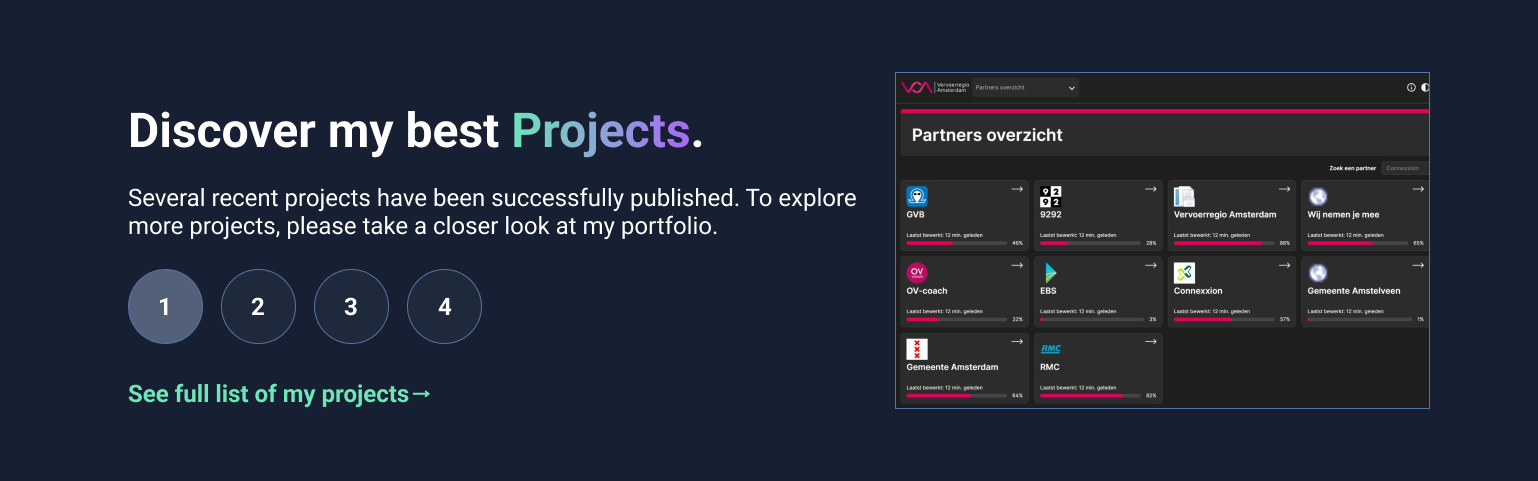 Discover my best Projects.
Several recent projects have been successfully published. To explore
more projects, please take a closer look at my portfolio.
1 2 3 4
See full list of my projects→
VOA Vervoerregio
Amsterdam
Partners overzicht
Partners overzicht
Zoek een partner Connexxion
GVB
Laatst bewerkt: 12 min. geleden
46%
92
92
9292
Laatst bewerkt: 12 min. geleden
28%
Vervoerregio Amsterdam
Laatst bewerkt: 12 min. geleden
88%
Wij nemen je mee
Laatst bewerkt: 12 min. geleden
65%
OV
OV-coach
Laatst bewerkt: 12 min. geleden
32%
EBS
Laatst bewerkt: 12 min. geleden
3%
Connexxion
Laatst bewerkt: 12 min. geleden
57%
Gemeente Amstelveen
Laatst bewerkt: 12 min. geleden
1%
Gemeente Amsterdam
Laatst bewerkt: 12 min. geleden
64%
RMC
RMC
Laatst bewerkt: 12 min. geleden
82%